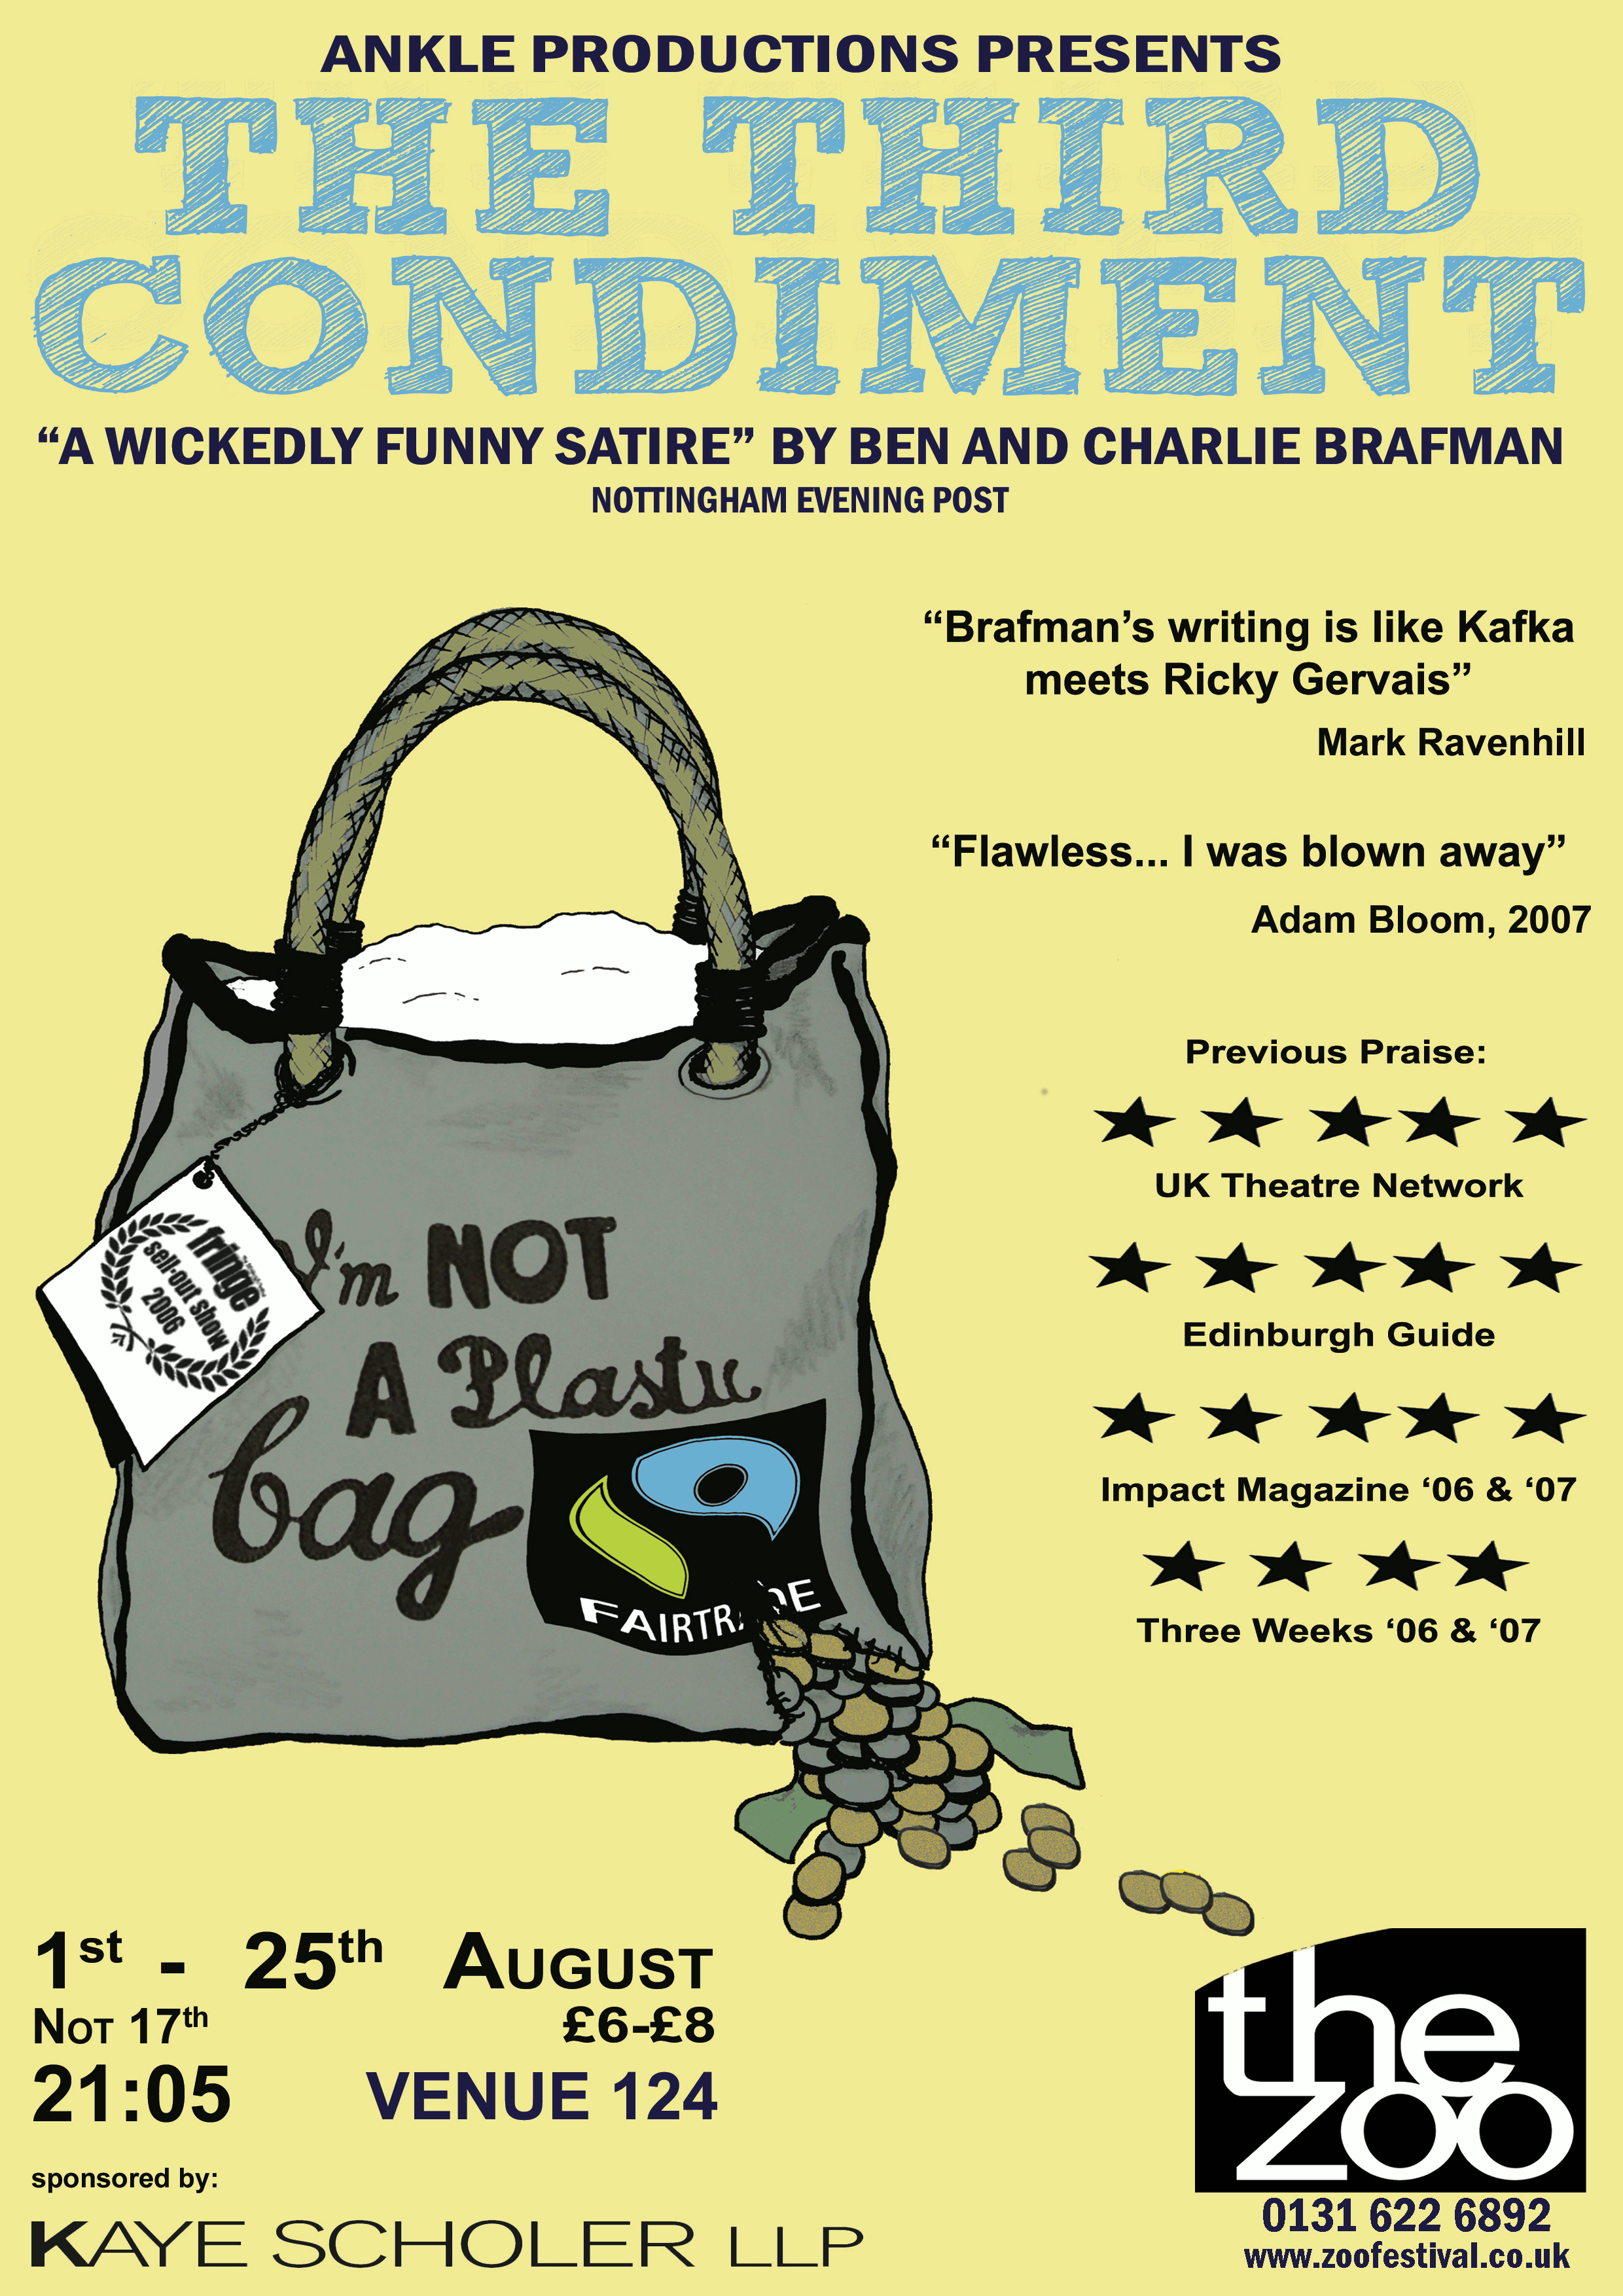 ANKLE PRODUCTIONS PRESENTS
THE THIRD
CONDIMENT
“A WICKEDLY FUNNY SATIRE” BY BEN AND CHARLIE BRAFMAN
NOTTINGHAM EVENING POST
“Brafman’s writing is like Kafka
meets Ricky Gervais”
Mark Ravenhill
“Flawless... I was blown away”
Adam Bloom, 2007
Previous Praise:
UK Theatre Network
Edinburgh Guide
Impact Magazine ‘06 & ‘07
Three Weeks ‘06 & ‘07
fringe
sell-out show
2006
I'm NOT
A Plastic
bag
FAIRTRADE
1st - 25th August
Not 17th £6-£8
21:05 VENUE 124
sponsored by:
KAYE SCHOLER LLP
the
zoo
0131 622 6892
www.zoofestival.co.uk